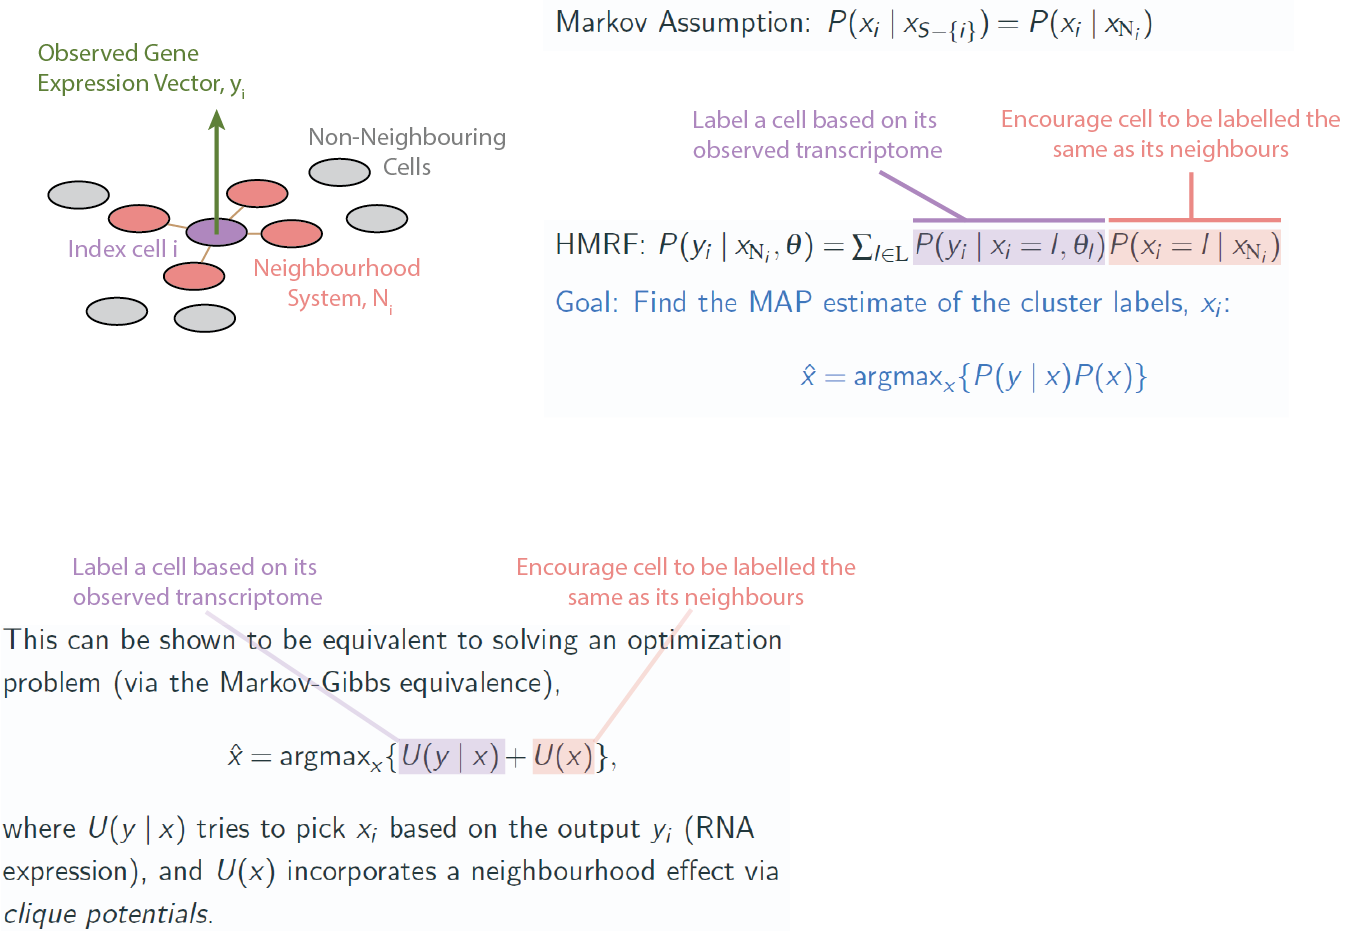 Markov Assumption: P(x_i | x_{S−{i}}) = P(x_i | x_{N_i})
Observed Gene
Expression Vector, y_i
Non-Neighbouring
Cells
Index cell i
Neighbourhood
System, N_i
Label a cell based on its
observed transcriptome
Encourage cell to be labelled the
same as its neighbours
HMRF: P(y_i | x_{N_i}, θ) = ∑_{l∈L} P(y_i | x_i = l, θ_l) P(x_i = l | x_{N_i})
Goal: Find the MAP estimate of the cluster labels, x_i:
x̂ = argmax_x{P(y | x)P(x)}
Label a cell based on its
observed transcriptome
Encourage cell to be labelled the
same as its neighbours
This can be shown to be equivalent to solving an optimization
problem (via the Markov-Gibbs equivalence),
x̂ = argmax_x{U(y | x) + U(x)},
where U(y | x) tries to pick x_i based on the output y_i (RNA
expression), and U(x) incorporates a neighbourhood effect via
clique potentials.